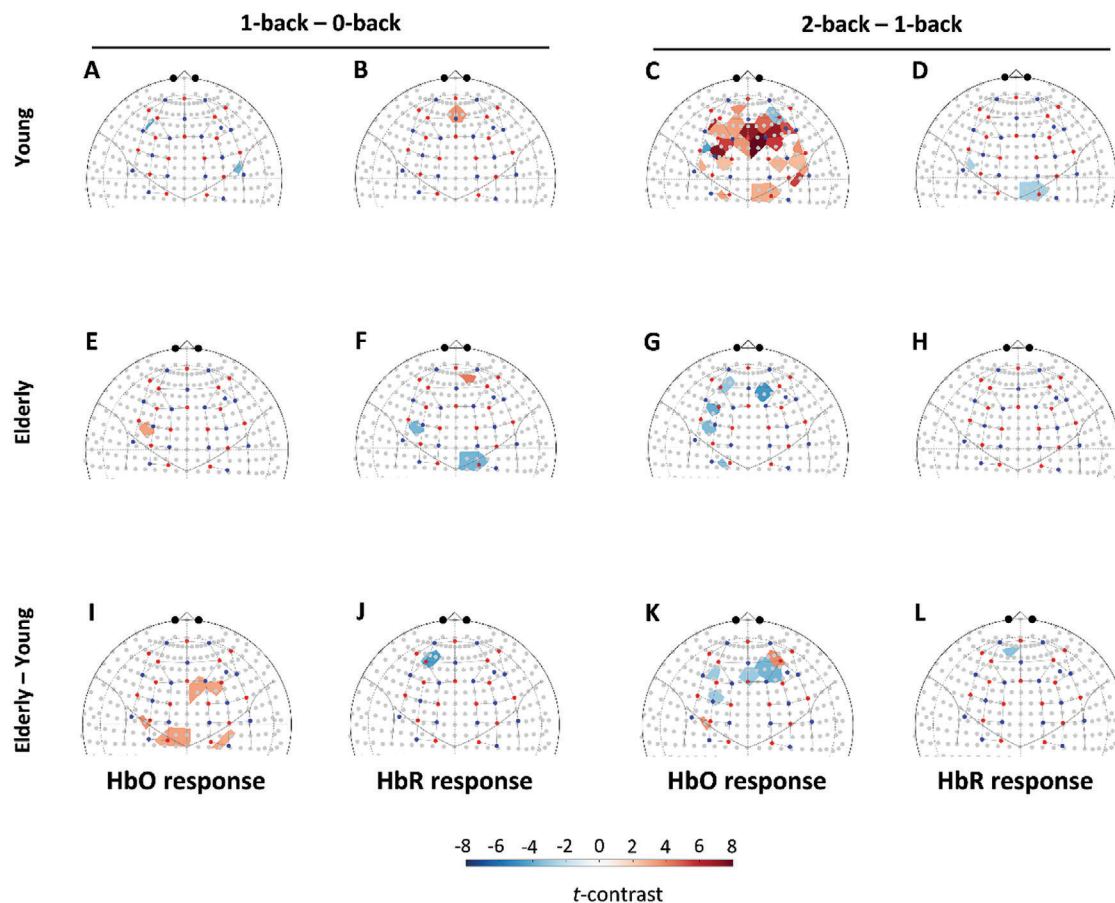 1-back – 0-back
2-back – 1-back
A
B
C
D
Young
E
F
G
H
Elderly
I
J
K
L
Elderly – Young
HbO response
HbR response
HbO response
HbR response
-8 -6 -4 -2 0 2 4 6 8
t-contrast